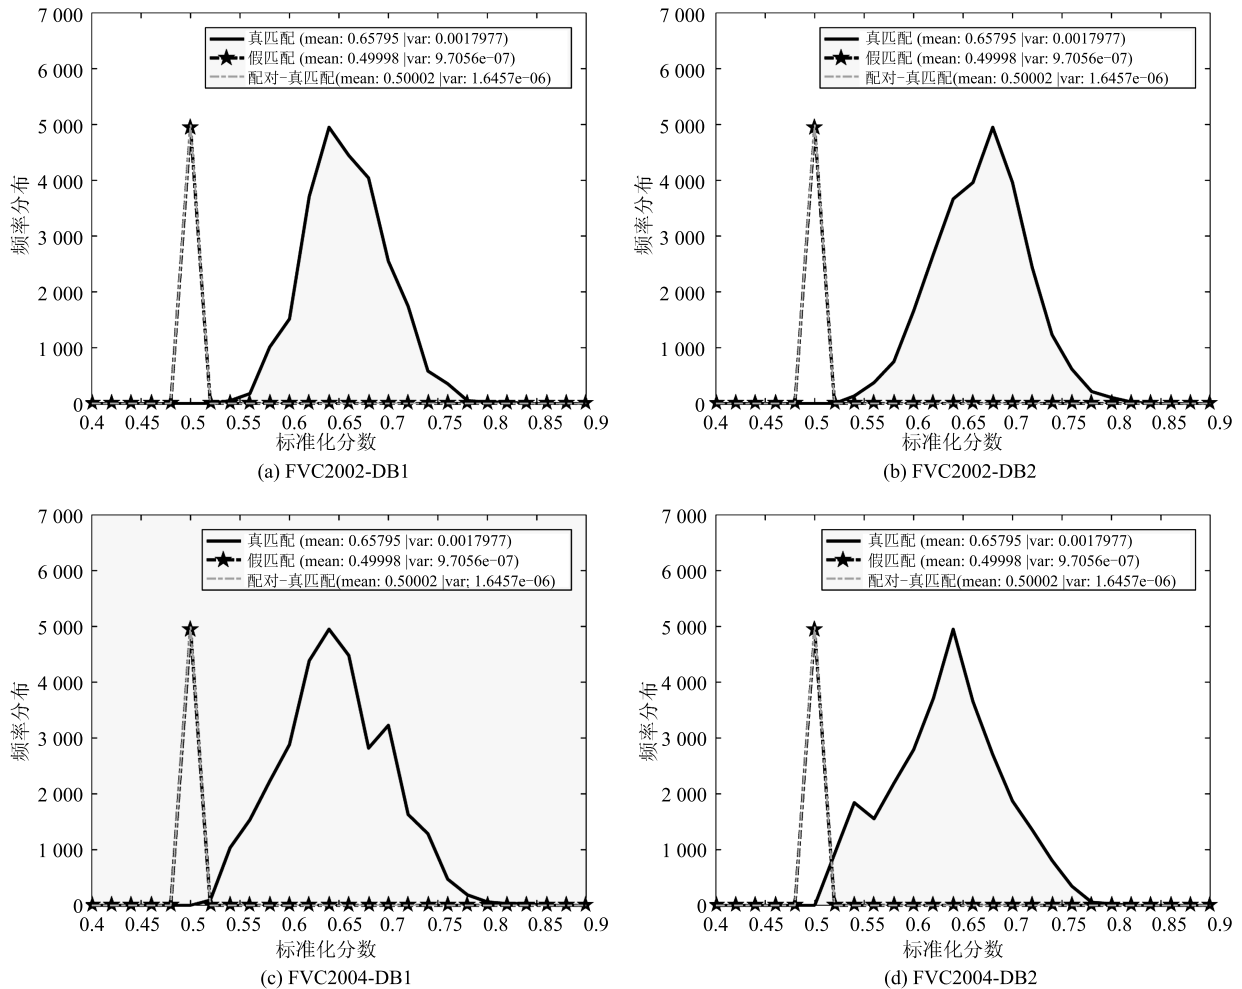 7 000
6 000
5 000
4 000
3 000
2 000
1 000
0
频率分布
真匹配 (mean: 0.65795 |var: 0.0017977)
假匹配 (mean: 0.49998 |var: 9.7056e−07)
配对−真匹配(mean: 0.50002 |var: 1.6457e−06)
0.4 0.45 0.5 0.55 0.6 0.65 0.7 0.75 0.8 0.85 0.9
标准化分数
(a) FVC2002-DB1
7 000
6 000
5 000
4 000
3 000
2 000
1 000
0
频率分布
真匹配 (mean: 0.65795 |var: 0.0017977)
假匹配 (mean: 0.49998 |var: 9.7056e−07)
配对−真匹配(mean: 0.50002 |var: 1.6457e−06)
0.4 0.45 0.5 0.55 0.6 0.65 0.7 0.75 0.8 0.85 0.9
标准化分数
(b) FVC2002-DB2
7 000
6 000
5 000
4 000
3 000
2 000
1 000
0
频率分布
真匹配 (mean: 0.65795 |var: 0.0017977)
假匹配 (mean: 0.49998 |var: 9.7056e−07)
配对−真匹配(mean: 0.50002 |var; 1.6457e−06)
0.4 0.45 0.5 0.55 0.6 0.65 0.7 0.75 0.8 0.85 0.9
标准化分数
(c) FVC2004-DB1
7 000
6 000
5 000
4 000
3 000
2 000
1 000
0
频率分布
真匹配 (mean: 0.65795 |var: 0.0017977)
假匹配 (mean: 0.49998 |var: 9.7056e−07)
配对−真匹配(mean: 0.50002 |var: 1.6457e−06)
0.4 0.45 0.5 0.55 0.6 0.65 0.7 0.75 0.8 0.85 0.9
标准化分数
(d) FVC2004-DB2